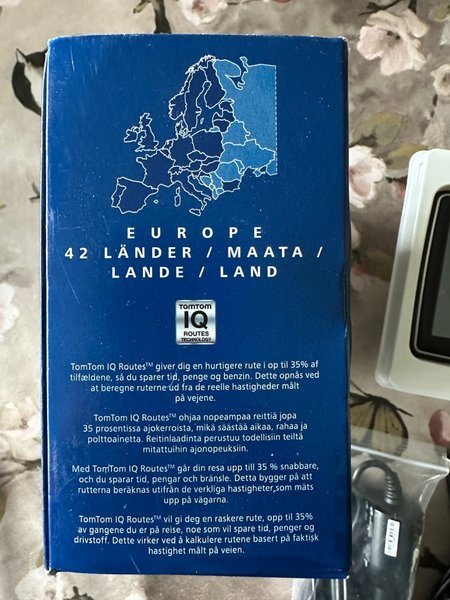 EUROPE
42 LÄNDER / MAATA /
LANDE / LAND
TOMTOM
IQ
ROUTES
TECHNOLOGY
TomTom IQ Routes™ giver dig en hurtigere rute i op til 35% af
tilfældene, så du sparer tid, penge og benzin. Dette opnås ved
at beregne ruterne ud fra de reelle hastigheder målt
på vejene.
TomTom IQ Routes™ ohjaa nopeampaa reittiä jopa
35 prosentissa ajokerroista, mikä säästää aikaa, rahaa ja
polttoainetta. Reitinlaadinta perustuu todellisiin teiltä
mitattuihin ajonopeuksiin.
Med TomTom IQ Routes™ går din resa upp till 35 % snabbare,
och du sparar tid, pengar och bränsle. Detta bygger på att
rutterna beräknas utifrån de verkliga hastigheter,som mäts
upp på vägarna.
TomTom IQ Routes™ vil gi deg en raskere rute, opp til 35%
av gangene du er på reise, noe som vil spare tid, penger og
drivstoff. Dette virker ved å kalkulere rutene basert på faktisk
hastighet målt på veien.